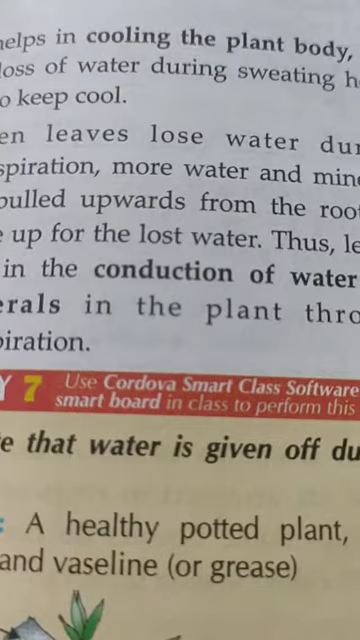 helps in cooling the plant body,
loss of water during sweating h
o keep cool.
en leaves lose water dur
spiration, more water and mine
pulled upwards from the roo
e up for the lost water. Thus, le
in the conduction of water
erals in the plant thro
piration.
Y 7 Use Cordova Smart Class Software
smart board in class to perform this
e that water is given off du
: A healthy potted plant,
and vaseline (or grease)